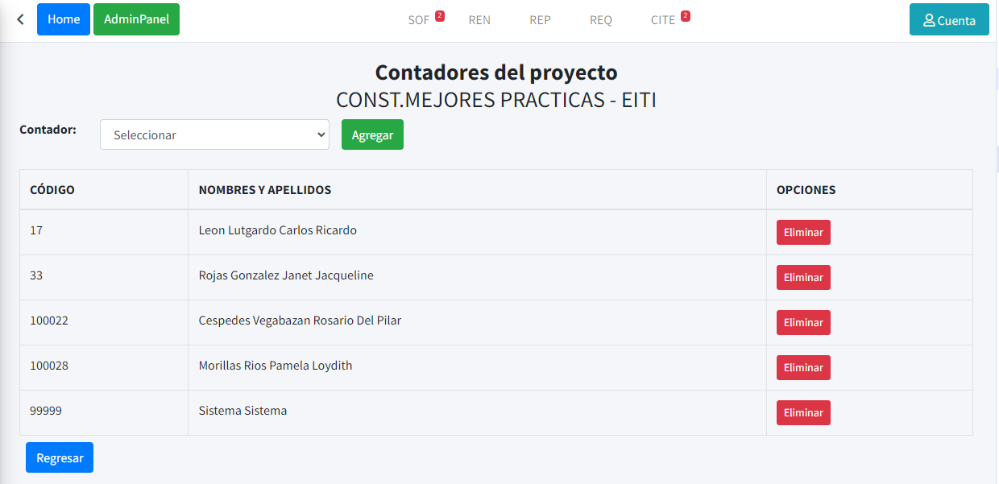 Home AdminPanel SOF 2 REN REP REQ CITE 2 Cuenta
Contadores del proyecto
CONST.MEJORES PRACTICAS - EITI
Contador: Seleccionar Agregar
CÓDIGO NOMBRES Y APELLIDOS OPCIONES
17 Leon Lutgardo Carlos Ricardo Eliminar
33 Rojas Gonzalez Janet Jacqueline Eliminar
100022 Cespedes Vegabazan Rosario Del Pilar Eliminar
100028 Morillas Rios Pamela Loydith Eliminar
99999 Sistema Sistema Eliminar
Regresar